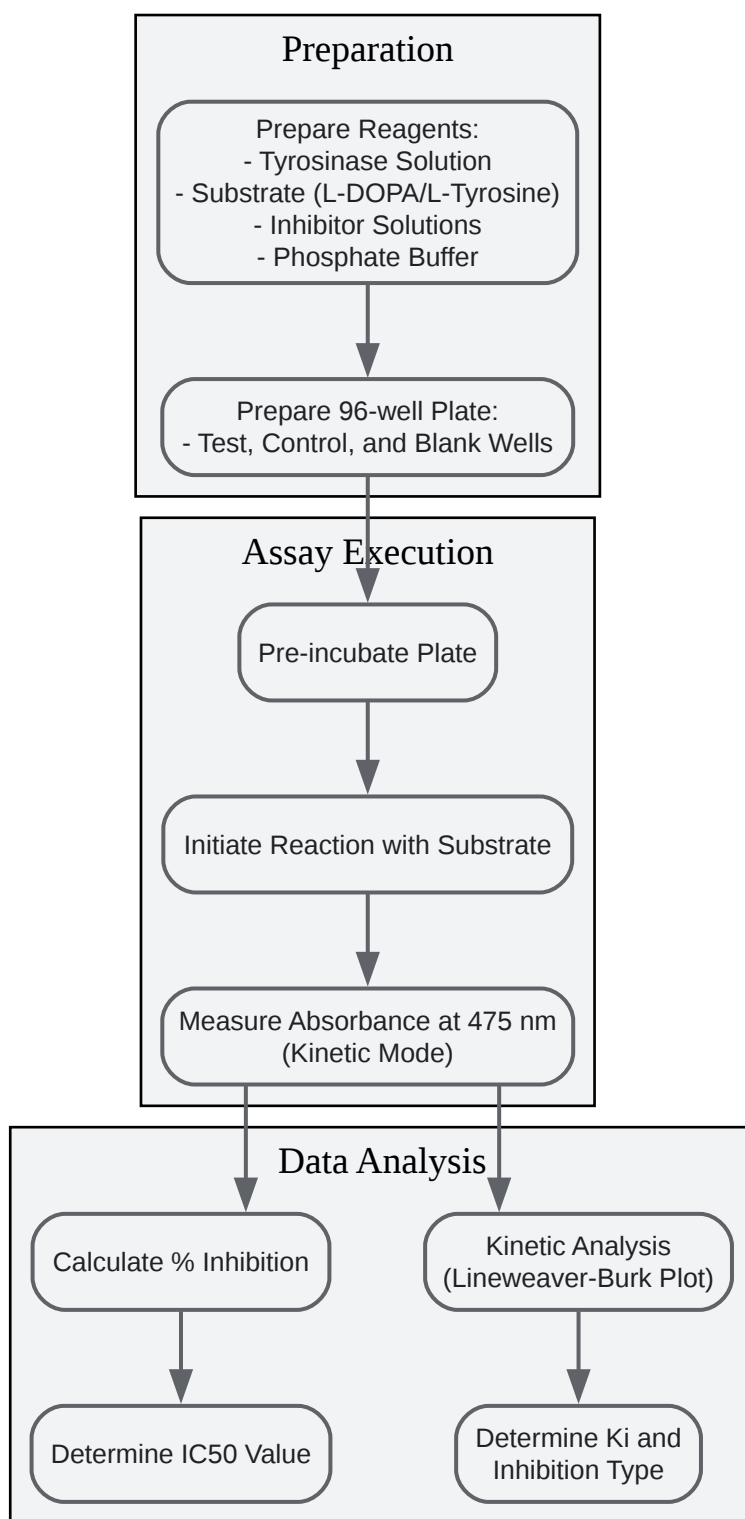 Preparation
Prepare Reagents:
- Tyrosinase Solution
- Substrate (L-DOPA/L-Tyrosine)
- Inhibitor Solutions
- Phosphate Buffer
Prepare 96-well Plate:
- Test, Control, and Blank Wells
Assay Execution
Pre-incubate Plate
Initiate Reaction with Substrate
Measure Absorbance at 475 nm
(Kinetic Mode)
Data Analysis
Calculate % Inhibition
Kinetic Analysis
(Lineweaver-Burk Plot)
Determine IC50 Value
Determine Ki and
Inhibition Type